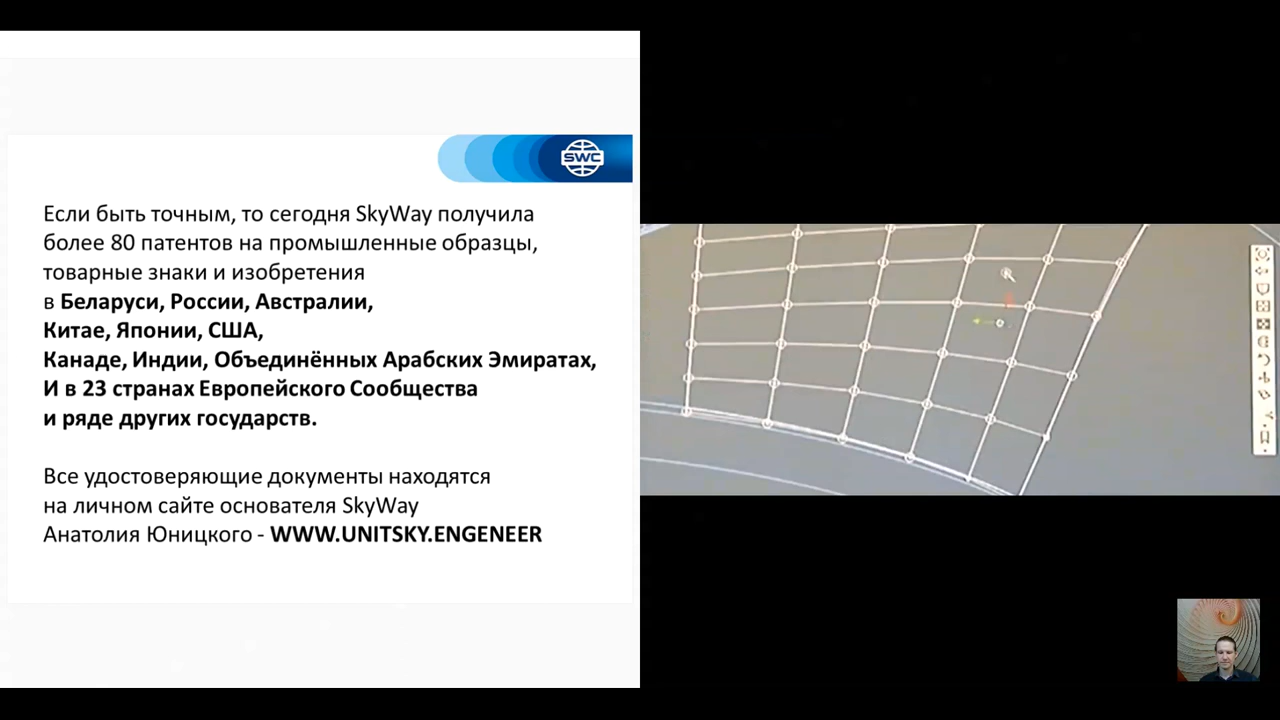 SWC
Если быть точным, то сегодня SkyWay получила
более 80 патентов на промышленные образцы,
товарные знаки и изобретения
в Беларуси, России, Австралии,
Китае, Японии, США,
Канаде, Индии, Объединённых Арабских Эмиратах,
И в 23 странах Европейского Сообщества
и ряде других государств.
Все удостоверяющие документы находятся
на личном сайте основателя SkyWay
Анатолия Юницкого - WWW.UNITSKY.ENGENEER